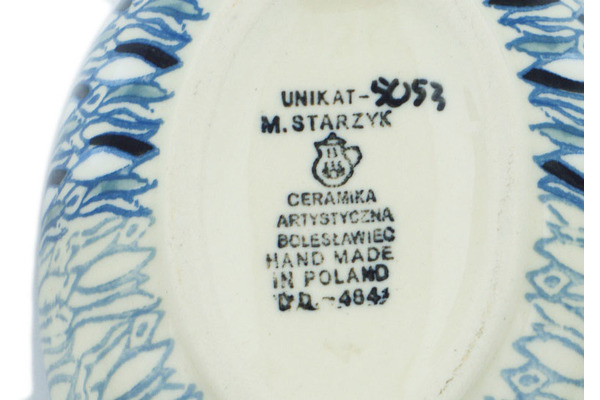 UNIKAT-5053
M. STARZYK
CERAMIKA
ARTYSTYCZNA
BOLESŁAWIEC
HAND MADE
IN POLAND